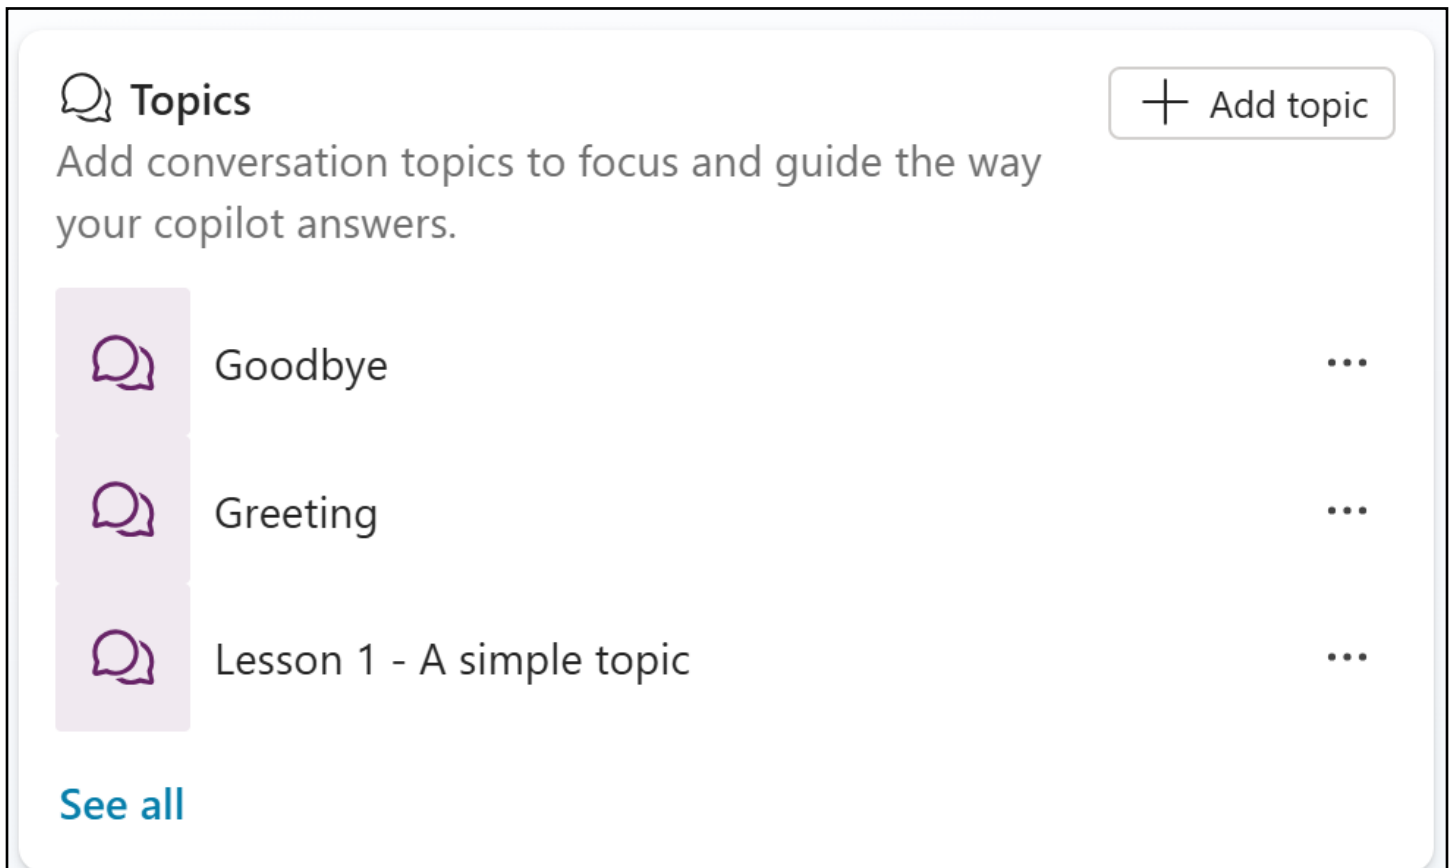 Topics
Add topic
Add conversation topics to focus and guide the way
your copilot answers.
Goodbye
Greeting
Lesson 1 - A simple topic
See all